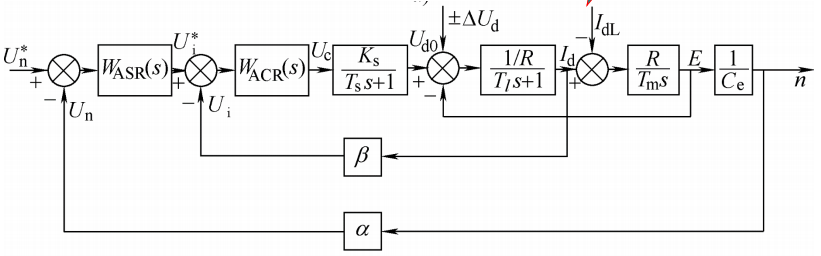 ±ΔU_d
I_dL
U_n^* W_ASR(s) U_i^* W_ACR(s) U_c K_s/(T_s s+1) U_d0 (1/R)/(T_l s+1) I_d R/(T_m s) E 1/C_e n
+ − + − + − + −
U_n U_i
β
α